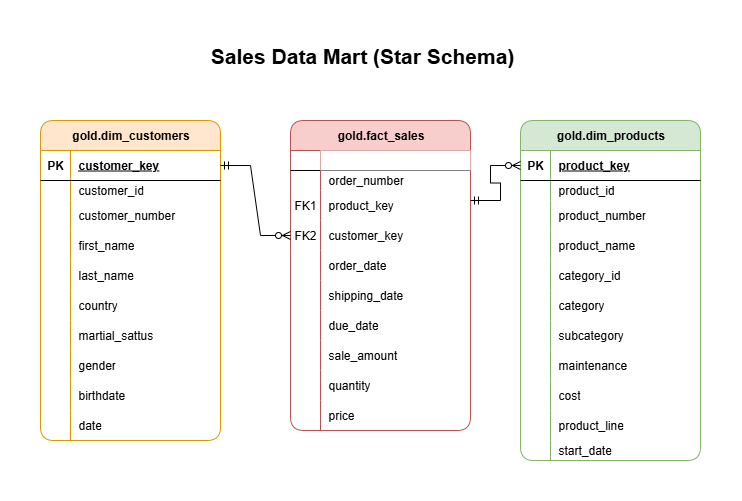 Sales Data Mart (Star Schema)
gold.dim_customers
PK customer_key
customer_id
customer_number
first_name
last_name
country
martial_sattus
gender
birthdate
date
gold.fact_sales
order_number
FK1 product_key
FK2 customer_key
order_date
shipping_date
due_date
sale_amount
quantity
price
gold.dim_products
PK product_key
product_id
product_number
product_name
category_id
category
subcategory
maintenance
cost
product_line
start_date